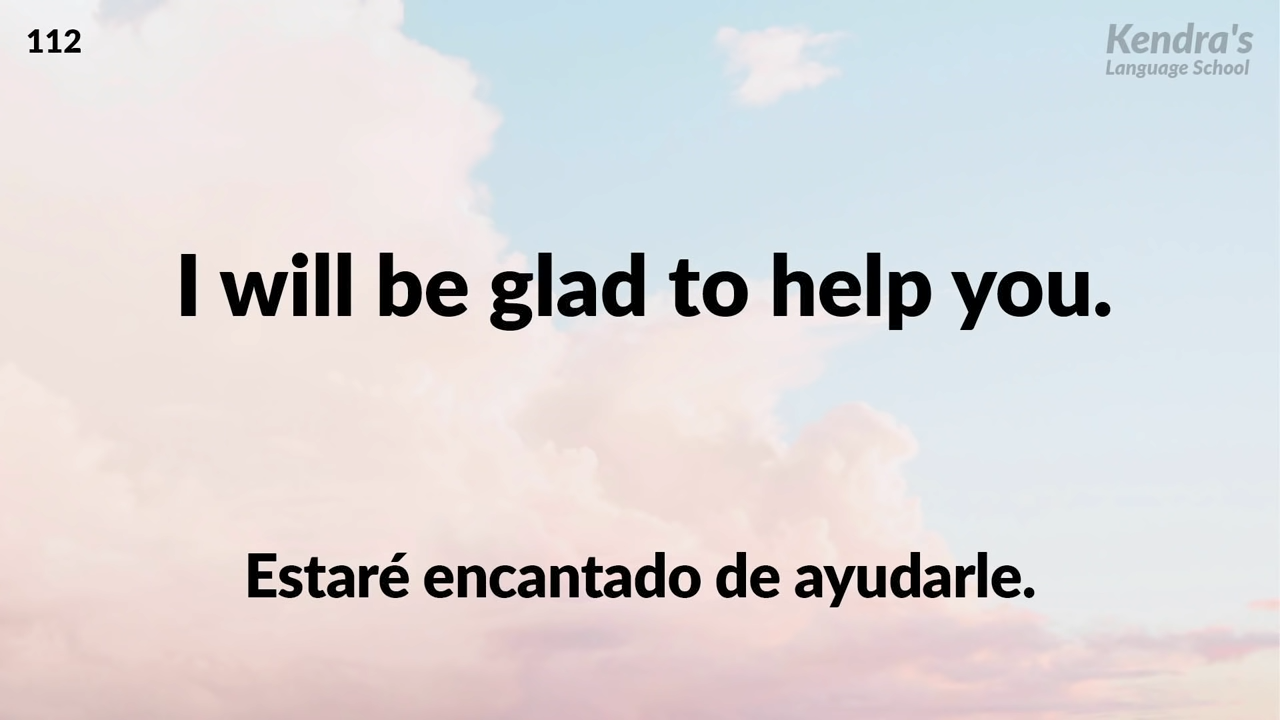 112
Kendra's
Language School
I will be glad to help you.
Estaré encantado de ayudarle.